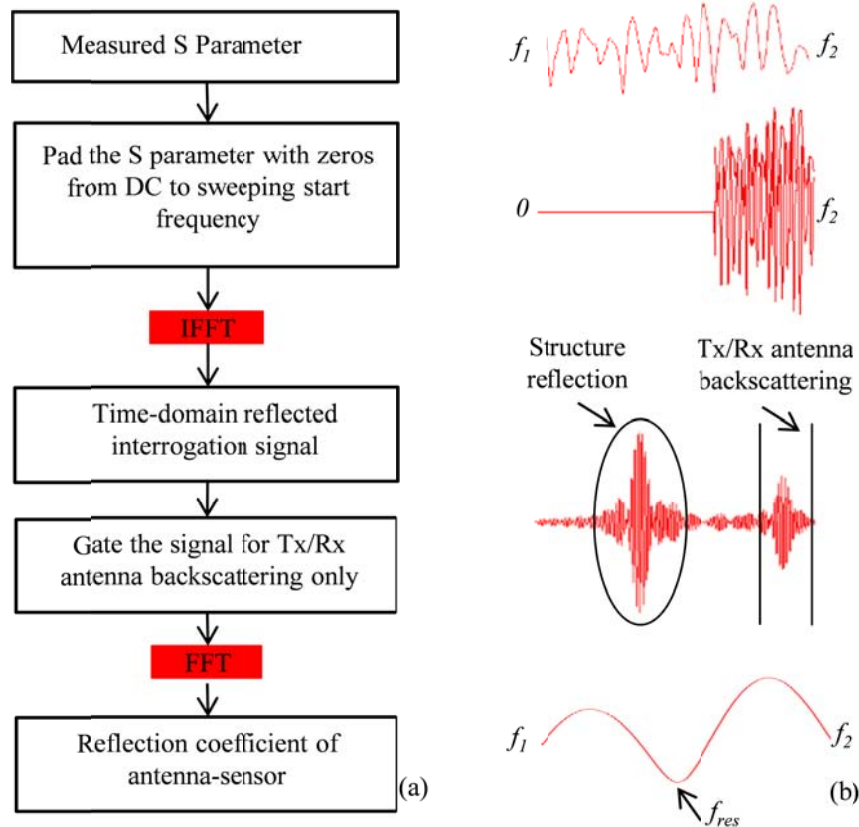 Measured S Parameter
Pad the S parameter with zeros
from DC to sweeping start
frequency
IFFT
Time-domain reflected
interrogation signal
Gate the signal for Tx/Rx
antenna backscattering only
FFT
Reflection coefficient of
antenna-sensor
(a)
f1 f2
0 f2
Structure
reflection
Tx/Rx antenna
backscattering
f1 f2
fres
(b)